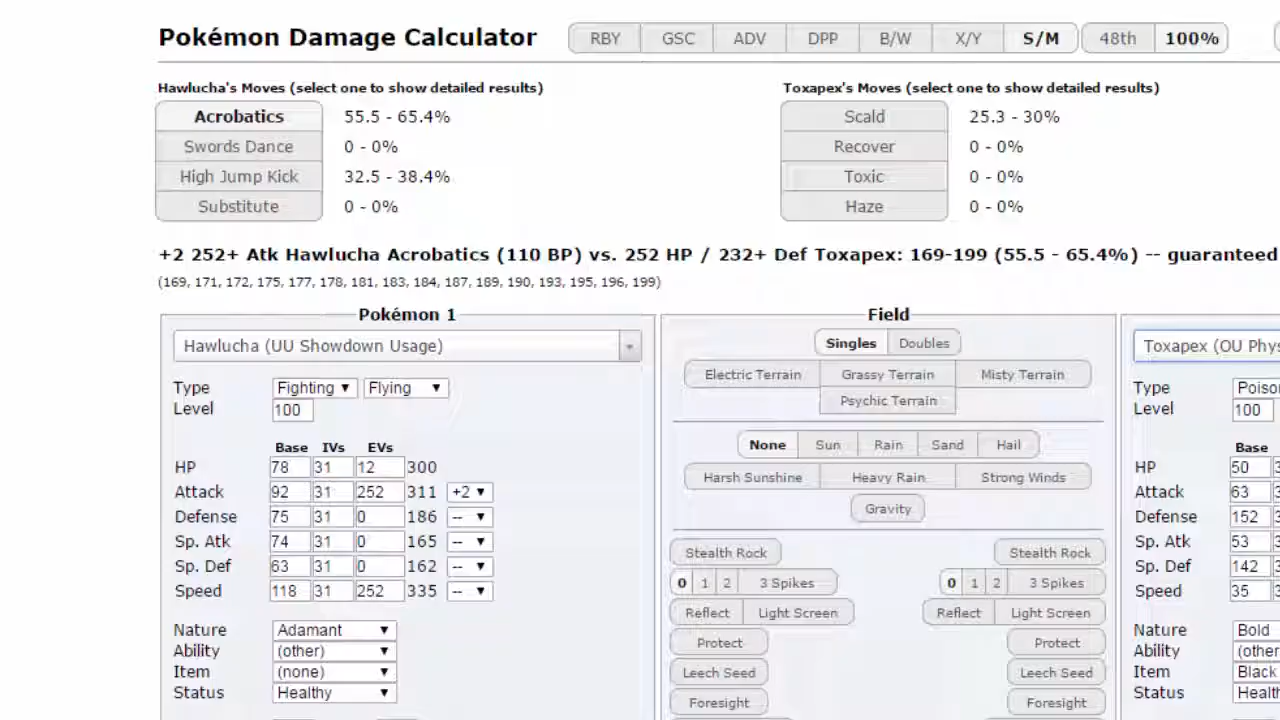 Pokémon Damage Calculator RBY GSC ADV DPP B/W X/Y S/M 48th 100%
Hawlucha's Moves (select one to show detailed results) Toxapex's Moves (select one to show detailed results)
Acrobatics 55.5 - 65.4% Scald 25.3 - 30%
Swords Dance 0 - 0% Recover 0 - 0%
High Jump Kick 32.5 - 38.4% Toxic 0 - 0%
Substitute 0 - 0% Haze 0 - 0%
+2 252+ Atk Hawlucha Acrobatics (110 BP) vs. 252 HP / 232+ Def Toxapex: 169-199 (55.5 - 65.4%) -- guaranteed
(169, 171, 172, 175, 177, 178, 181, 183, 184, 187, 189, 190, 193, 195, 196, 199)
Pokémon 1
Hawlucha (UU Showdown Usage)
Type Fighting Flying
Level 100
Base IVs EVs
HP 78 31 12 300
Attack 92 31 252 311 +2
Defense 75 31 0 186 --
Sp. Atk 74 31 0 165 --
Sp. Def 63 31 0 162 --
Speed 118 31 252 335 --
Nature Adamant
Ability (other)
Item (none)
Status Healthy
Field
Singles Doubles
Electric Terrain Grassy Terrain Misty Terrain
Psychic Terrain
None Sun Rain Sand Hail
Harsh Sunshine Heavy Rain Strong Winds
Gravity
Stealth Rock Stealth Rock
0 1 2 3 Spikes 0 1 2 3 Spikes
Reflect Light Screen Reflect Light Screen
Protect Protect
Leech Seed Leech Seed
Foresight Foresight
Toxapex (OU Phys
Type Poiso
Level 100
Base
HP 50
Attack 63
Defense 152
Sp. Atk 53
Sp. Def 142
Speed 35
Nature Bold
Ability (other
Item Black
Status Health